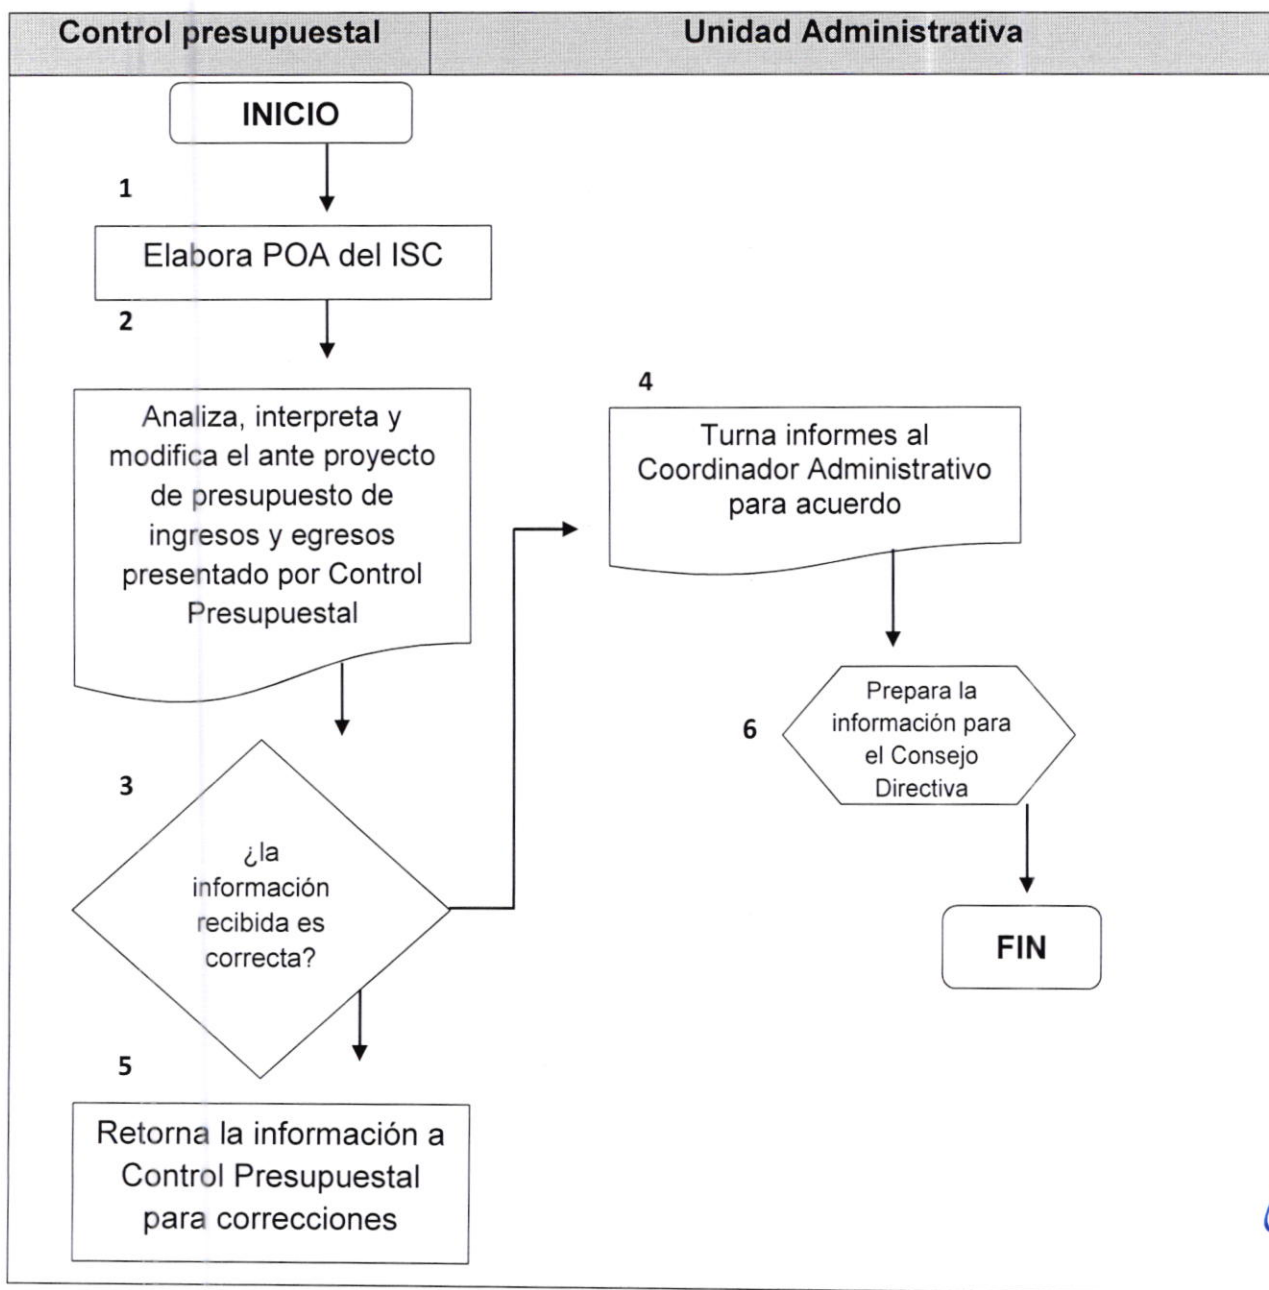 Control presupuestal
Unidad Administrativa
INICIO
1
Elabora POA del ISC
2
Analiza, interpreta y
modifica el ante proyecto
de presupuesto de
ingresos y egresos
presentado por Control
Presupuestal
3
¿la
información
recibida es
correcta?
4
Turna informes al
Coordinador Administrativo
para acuerdo
5
Retorna la información a
Control Presupuestal
para correcciones
6
Prepara la
información para
el Consejo
Directiva
FIN